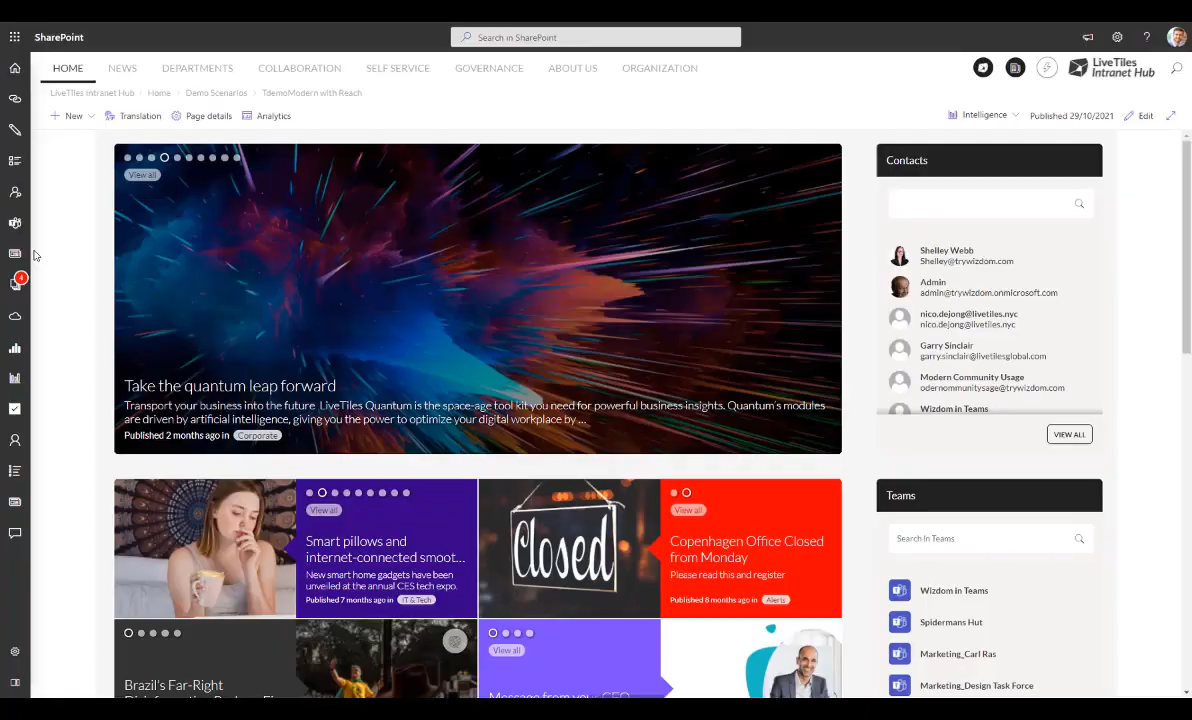 SharePoint
Search in SharePoint
?
HOME
NEWS
DEPARTMENTS
COLLABORATION
SELF SERVICE
GOVERNANCE
ABOUT US
ORGANIZATION
LiveTiles
Intranet Hub
LiveTiles Intranet Hub > Home > Demo Scenarios > TdemoModern with Reach
+ New
Translation
Page details
Analytics
Intelligence
Published 29/10/2021
Edit
4
View all
Take the quantum leap forward
Transport your business into the future LiveTiles Quantum is the space-age tool kit you need for powerful business insights. Quantum's modules
are driven by artificial intelligence, giving you the power to optimize your digital workplace by ...
Published 2 months ago in Corporate
Contacts
Shelley Webb
Shelley@trywizdom.com
Admin
admin@trywizdom.onmicrosoft.com
nico.dejong@livetiles.nyc
nico.dejong@livetiles.nyc
Garry Sinclair
garry.sinclair@livetilesglobal.com
Modern Community Usage
odernommunitysage@trywizdom.com
Wizdom in Teams
VIEW ALL
View all
Smart pillows and
internet-connected smoot...
New smart home gadgets have been
unveiled at the annual CES tech expo.
Published 7 months ago in IT & Tech
Closed
View all
Copenhagen Office Closed
from Monday
Please read this and register
Published 8 months ago in Alerts
Teams
Search in Teams
Wizdom in Teams
Spidermans Hut
Marketing_Carl Ras
Marketing_Design Task Force
Brazil's Far-Right
View all
Message from your CEO